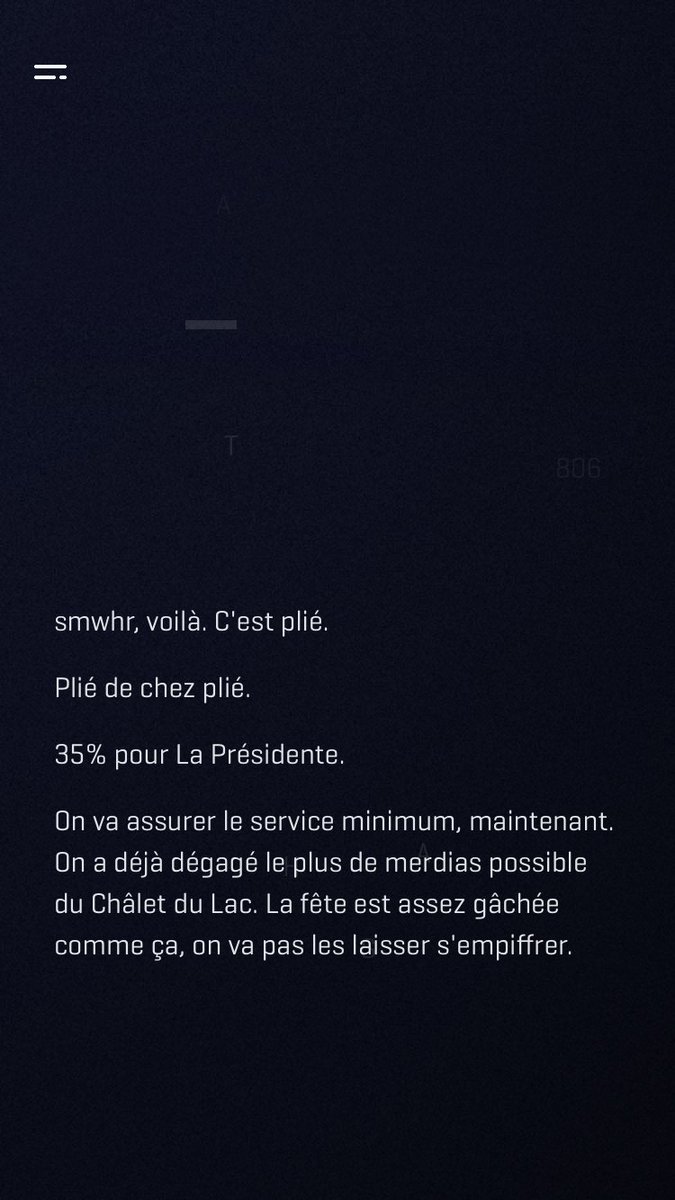 A
T
806
smwhr, voilà. C'est plié.
Plié de chez plié.
35% pour La Présidente.
On va assurer le service minimum, maintenant.
On a déjà dégagé le plus de merdias possible
du Châlet du Lac. La fête est assez gâchée
comme ça, on va pas les laisser s'empiffrer.